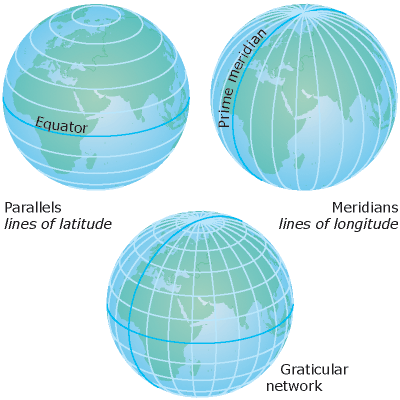 Equator
Prime meridian
Parallels
lines of latitude
Meridians
lines of longitude
Graticular
network